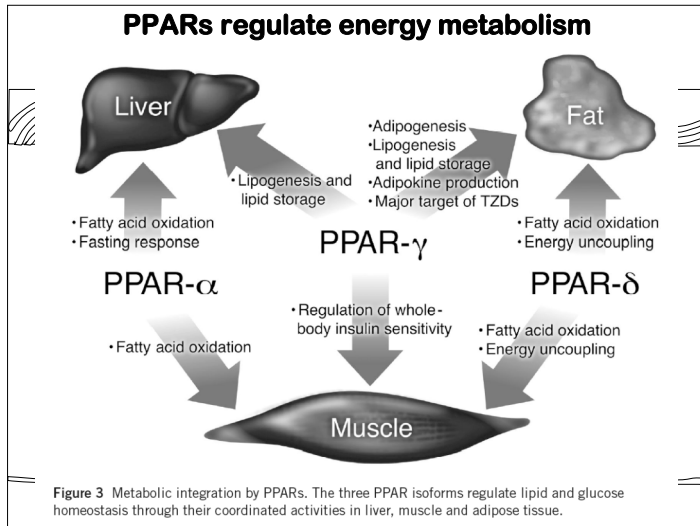 PPARs regulate energy metabolism
Liver
Fat
•Adipogenesis
•Lipogenesis
and lipid storage
•Adipokine production
•Major target of TZDs
•Lipogenesis and
lipid storage
•Fatty acid oxidation
•Fasting response
•Fatty acid oxidation
•Energy uncoupling
PPAR-γ
PPAR-α
PPAR-δ
•Regulation of whole-
body insulin sensitivity
•Fatty acid oxidation
•Fatty acid oxidation
•Energy uncoupling
Muscle
Figure 3 Metabolic integration by PPARs. The three PPAR isoforms regulate lipid and glucose
homeostasis through their coordinated activities in liver, muscle and adipose tissue.